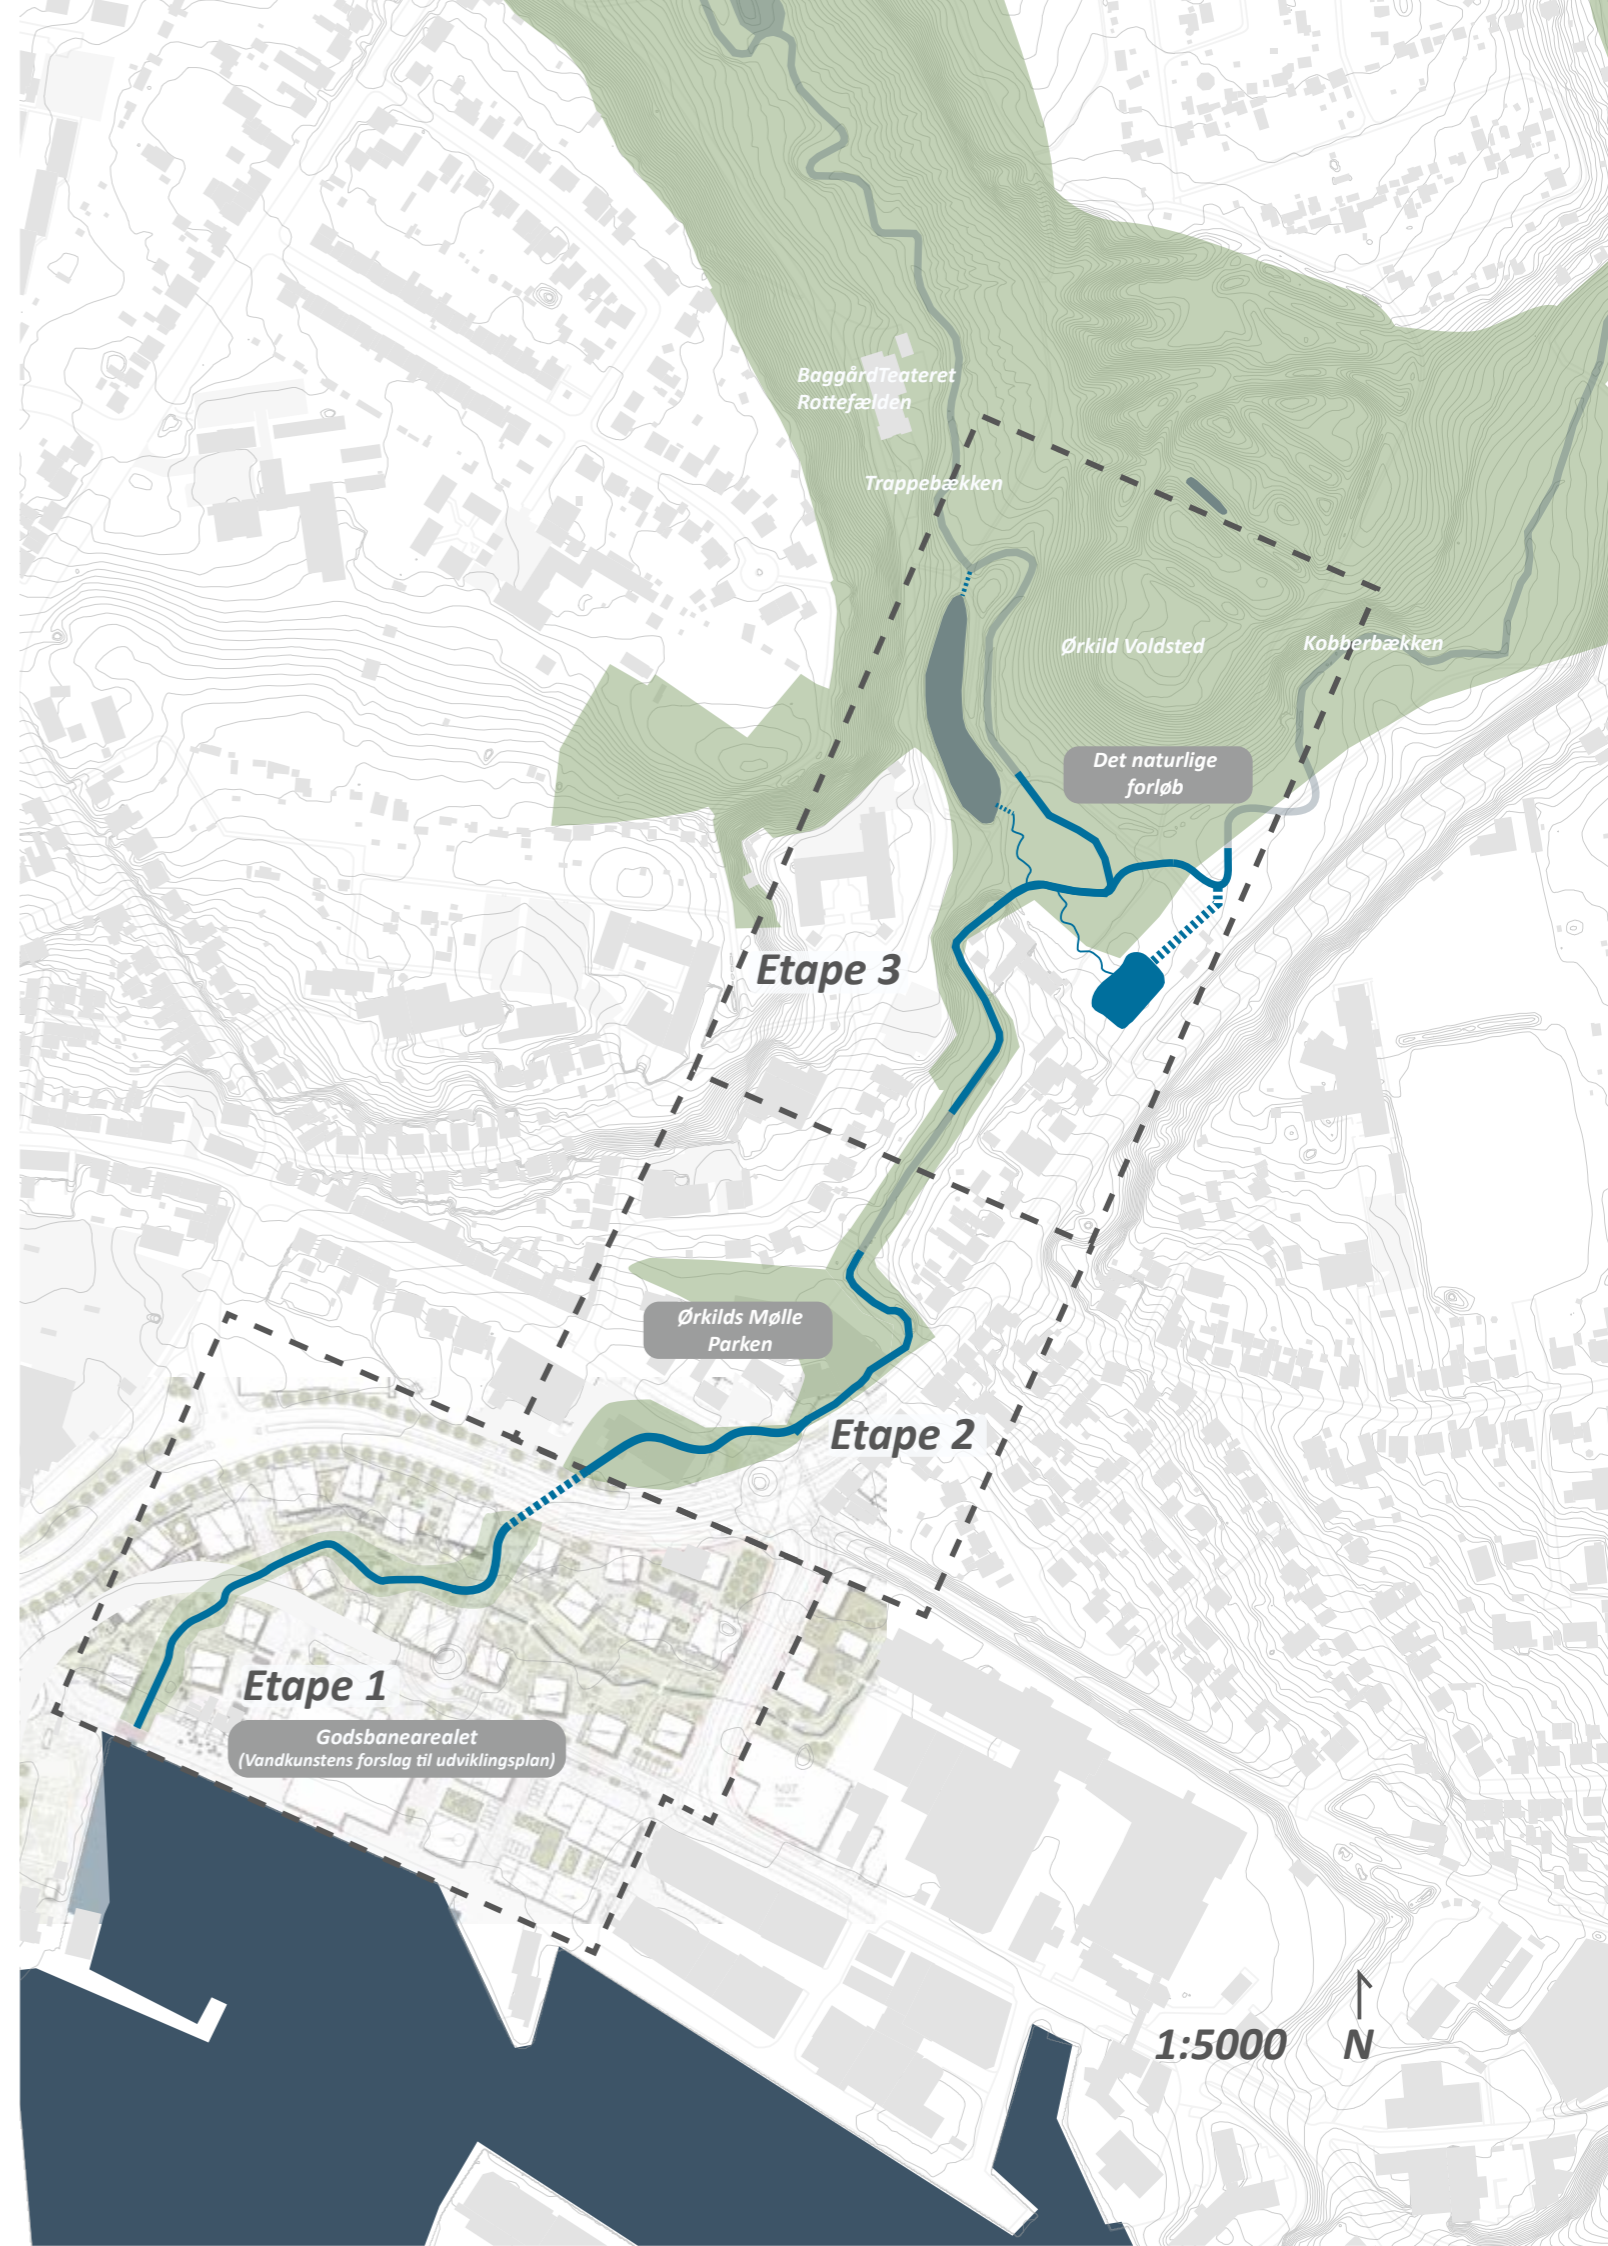 BaggårdTeateret
Rottefælden
Trappebækken
Ørkild Voldsted
Kobberbækken
Det naturlige
forløb
Etape 3
Ørkilds Mølle
Parken
Etape 2
Etape 1
Godsbanearealet
(Vandkunstens forslag til udviklingsplan)
1:5000
N